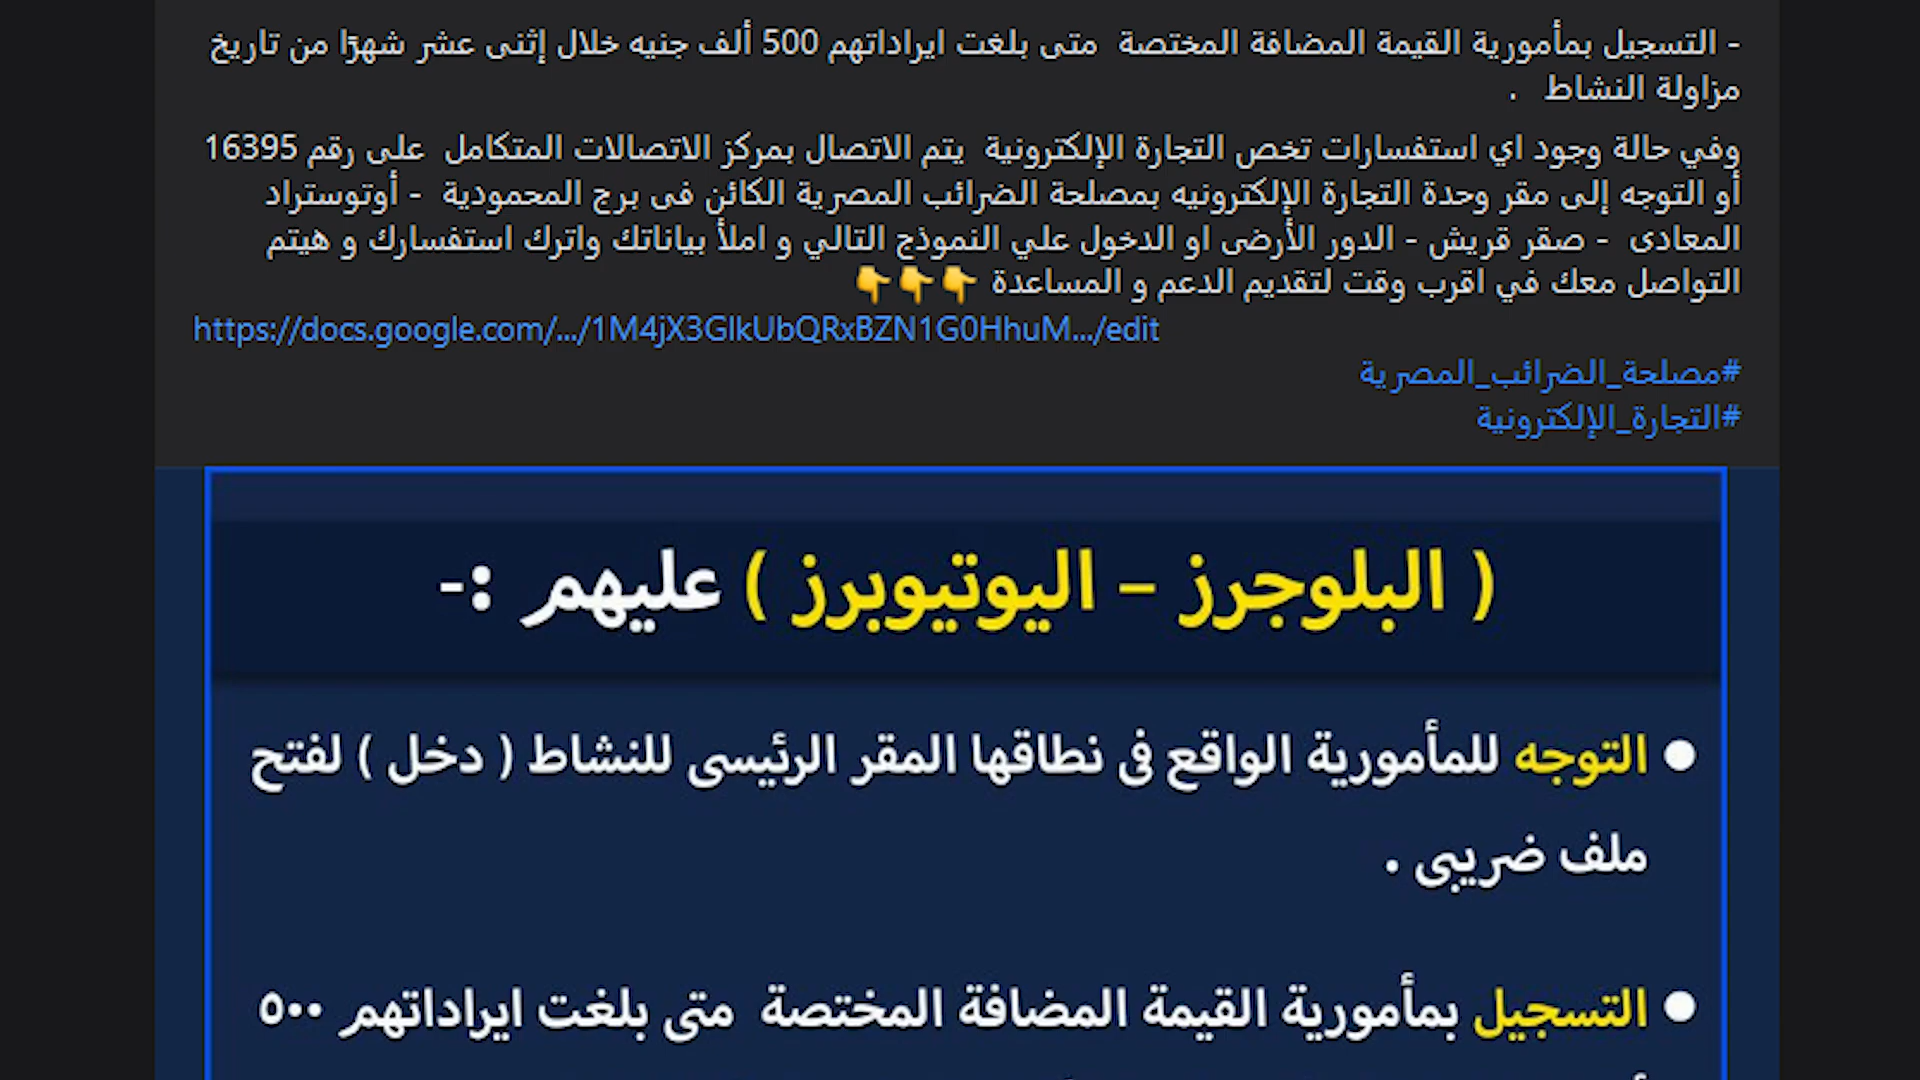 - التسجيل بمأمورية القيمة المضافة المختصة متى بلغت ايراداتهم 500 ألف جنيه خلال إثنى عشر شهرًا من تاريخ
مزاولة النشاط .
وفي حالة وجود اي استفسارات تخص التجارة الإلكترونية يتم الاتصال بمركز الاتصالات المتكامل على رقم 16395
أو التوجه إلى مقر وحدة التجارة الإلكترونيه بمصلحة الضرائب المصرية الكائن فى برج المحمودية - أوتوستراد
المعادى - صقر قريش - الدور الأرضى او الدخول علي النموذج التالي و املأ بياناتك واترك استفسارك و هيتم
التواصل معك في اقرب وقت لتقديم الدعم و المساعدة 👇👇👇
https://docs.google.com/.../1M4jX3GlkUbQRxBZN1G0HhuM.../edit
#مصلحة_الضرائب_المصرية
#التجارة_الإلكترونية
( البلوجرز – اليوتيوبرز ) عليهم :-
● التوجه للمأمورية الواقع فى نطاقها المقر الرئيسى للنشاط ( دخل ) لفتح
ملف ضريبى .
● التسجيل بمأمورية القيمة المضافة المختصة متى بلغت ايراداتهم ٥٠٠